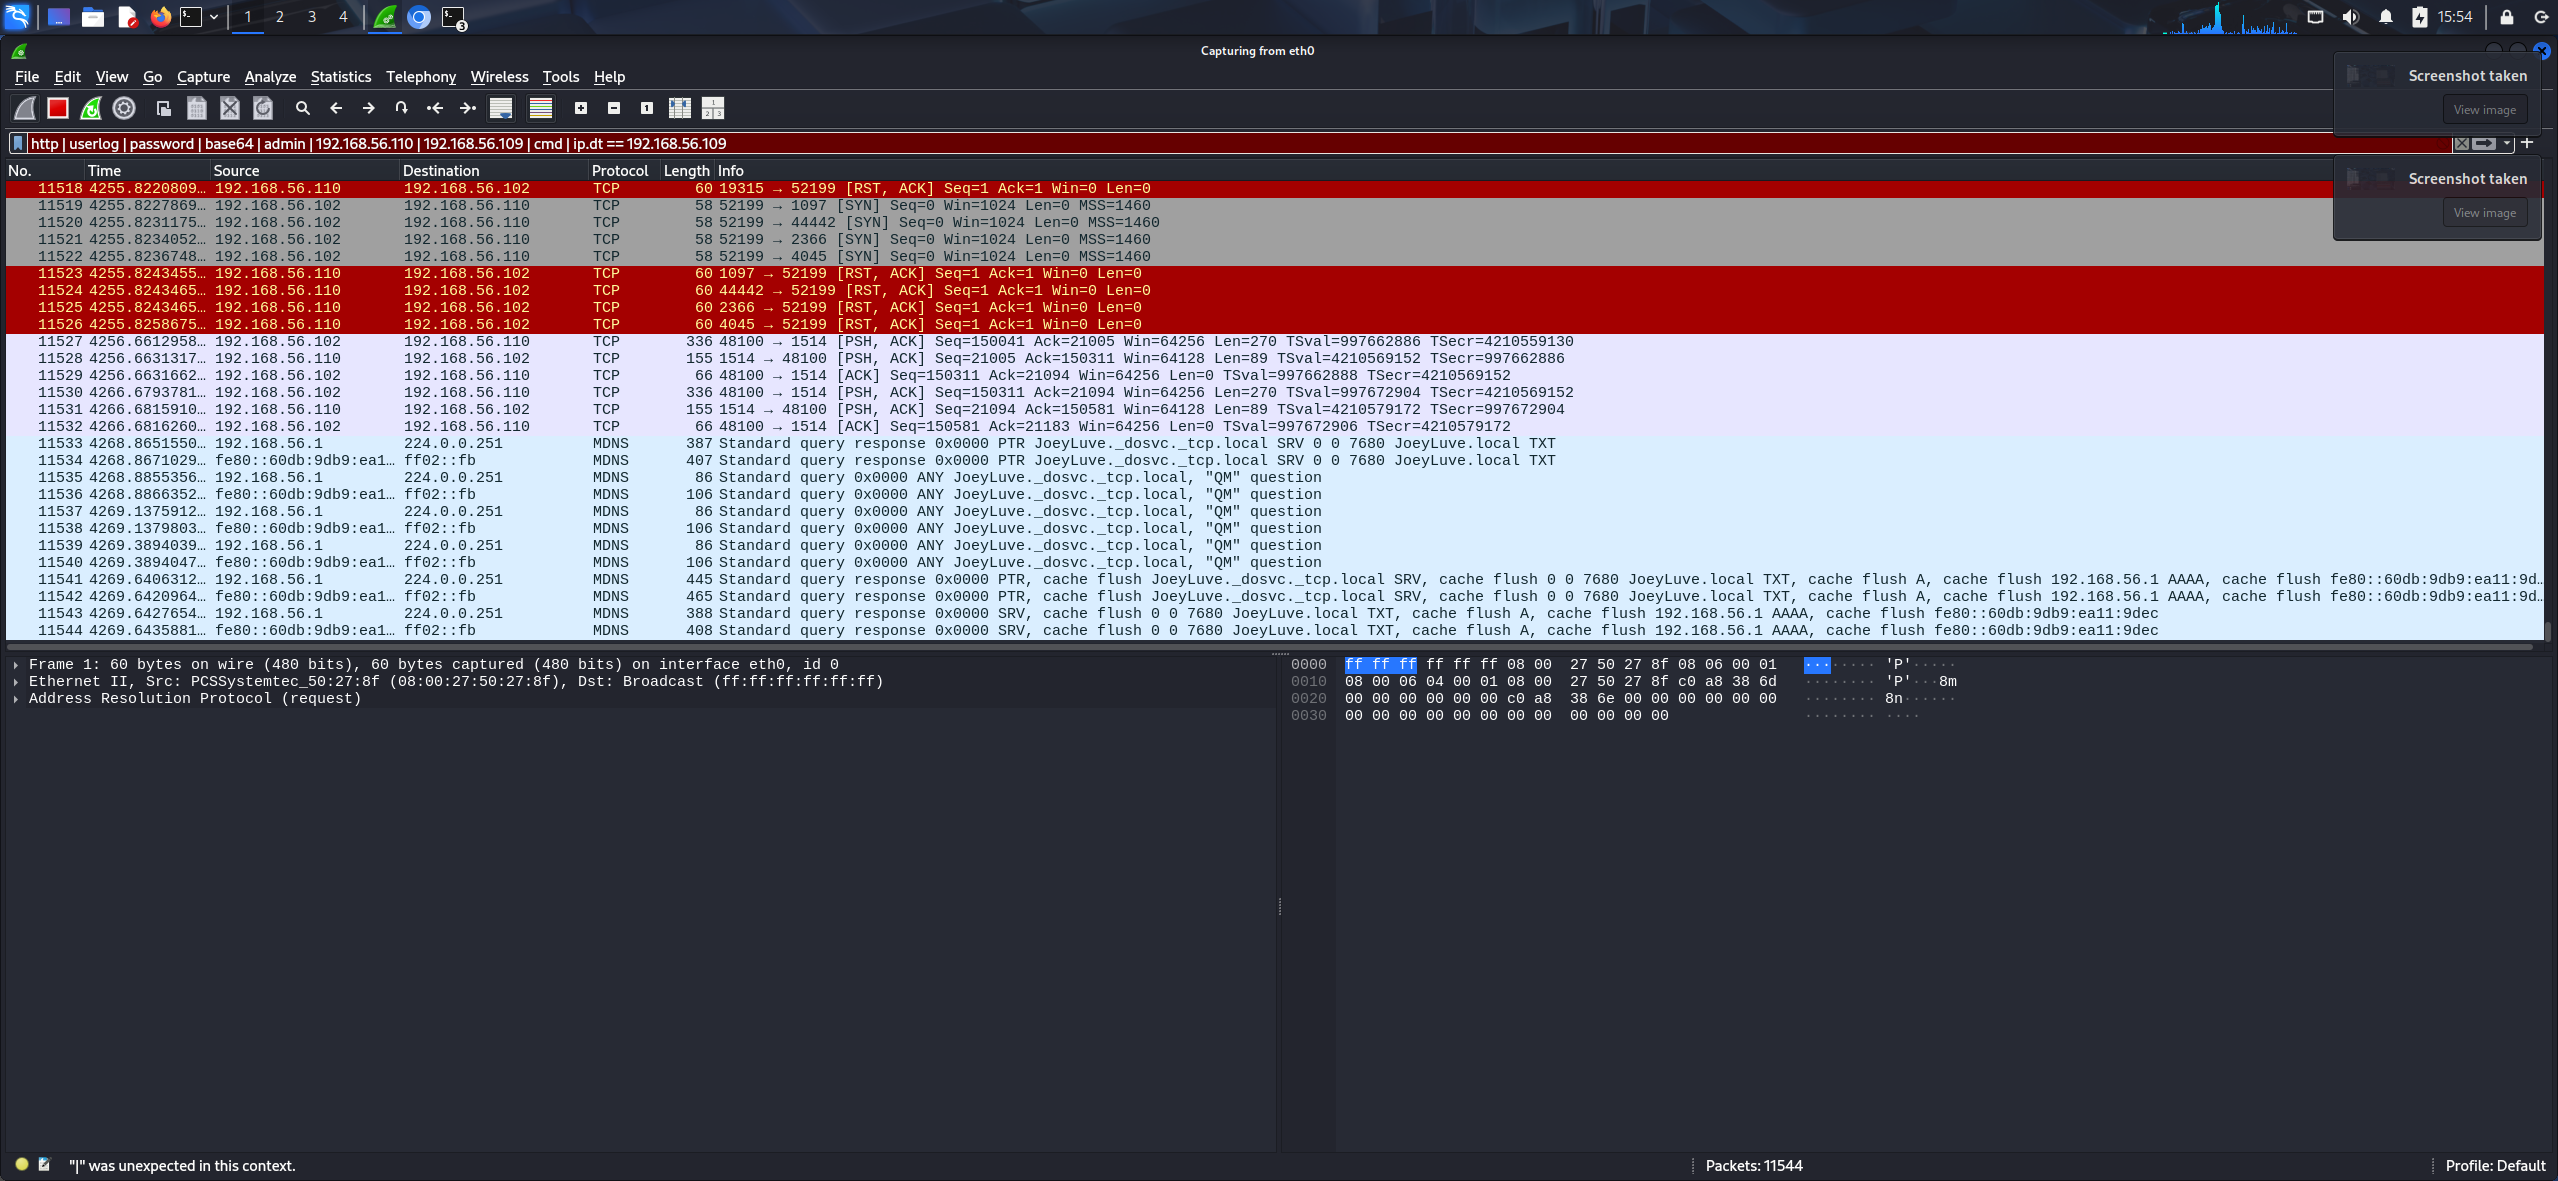 1 2 3 4 3 15:54
Capturing from eth0
File Edit View Go Capture Analyze Statistics Telephony Wireless Tools Help
Screenshot taken
View image
http | userlog | password | base64 | admin | 192.168.56.110 | 192.168.56.109 | cmd | ip.dt == 192.168.56.109
Screenshot taken
View image
No. Time Source Destination Protocol Length Info
11518 4255.8220809… 192.168.56.110 192.168.56.102 TCP 60 19315 → 52199 [RST, ACK] Seq=1 Ack=1 Win=0 Len=0
11519 4255.8227869… 192.168.56.102 192.168.56.110 TCP 58 52199 → 1097 [SYN] Seq=0 Win=1024 Len=0 MSS=1460
11520 4255.8231175… 192.168.56.102 192.168.56.110 TCP 58 52199 → 44442 [SYN] Seq=0 Win=1024 Len=0 MSS=1460
11521 4255.8234052… 192.168.56.102 192.168.56.110 TCP 58 52199 → 2366 [SYN] Seq=0 Win=1024 Len=0 MSS=1460
11522 4255.8236748… 192.168.56.102 192.168.56.110 TCP 58 52199 → 4045 [SYN] Seq=0 Win=1024 Len=0 MSS=1460
11523 4255.8243455… 192.168.56.110 192.168.56.102 TCP 60 1097 → 52199 [RST, ACK] Seq=1 Ack=1 Win=0 Len=0
11524 4255.8243465… 192.168.56.110 192.168.56.102 TCP 60 44442 → 52199 [RST, ACK] Seq=1 Ack=1 Win=0 Len=0
11525 4255.8243465… 192.168.56.110 192.168.56.102 TCP 60 2366 → 52199 [RST, ACK] Seq=1 Ack=1 Win=0 Len=0
11526 4255.8258675… 192.168.56.110 192.168.56.102 TCP 60 4045 → 52199 [RST, ACK] Seq=1 Ack=1 Win=0 Len=0
11527 4256.6612958… 192.168.56.102 192.168.56.110 TCP 336 48100 → 1514 [PSH, ACK] Seq=150041 Ack=21005 Win=64256 Len=270 TSval=997662886 TSecr=4210559130
11528 4256.6631317… 192.168.56.110 192.168.56.102 TCP 155 1514 → 48100 [PSH, ACK] Seq=21005 Ack=150311 Win=64128 Len=89 TSval=4210569152 TSecr=997662886
11529 4256.6631662… 192.168.56.102 192.168.56.110 TCP 66 48100 → 1514 [ACK] Seq=150311 Ack=21094 Win=64256 Len=0 TSval=997662888 TSecr=4210569152
11530 4266.6793781… 192.168.56.102 192.168.56.110 TCP 336 48100 → 1514 [PSH, ACK] Seq=150311 Ack=21094 Win=64256 Len=270 TSval=997672904 TSecr=4210569152
11531 4266.6815910… 192.168.56.110 192.168.56.102 TCP 155 1514 → 48100 [PSH, ACK] Seq=21094 Ack=150581 Win=64128 Len=89 TSval=4210579172 TSecr=997672904
11532 4266.6816260… 192.168.56.102 192.168.56.110 TCP 66 48100 → 1514 [ACK] Seq=150581 Ack=21183 Win=64256 Len=0 TSval=997672906 TSecr=4210579172
11533 4268.8651550… 192.168.56.1 224.0.0.251 MDNS 387 Standard query response 0x0000 PTR JoeyLuve._dosvc._tcp.local SRV 0 0 7680 JoeyLuve.local TXT
11534 4268.8671029… fe80::60db:9db9:ea1… ff02::fb MDNS 407 Standard query response 0x0000 PTR JoeyLuve._dosvc._tcp.local SRV 0 0 7680 JoeyLuve.local TXT
11535 4268.8855356… 192.168.56.1 224.0.0.251 MDNS 86 Standard query 0x0000 ANY JoeyLuve._dosvc._tcp.local, "QM" question
11536 4268.8866352… fe80::60db:9db9:ea1… ff02::fb MDNS 106 Standard query 0x0000 ANY JoeyLuve._dosvc._tcp.local, "QM" question
11537 4269.1375912… 192.168.56.1 224.0.0.251 MDNS 86 Standard query 0x0000 ANY JoeyLuve._dosvc._tcp.local, "QM" question
11538 4269.1379803… fe80::60db:9db9:ea1… ff02::fb MDNS 106 Standard query 0x0000 ANY JoeyLuve._dosvc._tcp.local, "QM" question
11539 4269.3894039… 192.168.56.1 224.0.0.251 MDNS 86 Standard query 0x0000 ANY JoeyLuve._dosvc._tcp.local, "QM" question
11540 4269.3894047… fe80::60db:9db9:ea1… ff02::fb MDNS 106 Standard query 0x0000 ANY JoeyLuve._dosvc._tcp.local, "QM" question
11541 4269.6406312… 192.168.56.1 224.0.0.251 MDNS 445 Standard query response 0x0000 PTR, cache flush JoeyLuve._dosvc._tcp.local SRV, cache flush 0 0 7680 JoeyLuve.local TXT, cache flush A, cache flush 192.168.56.1 AAAA, cache flush fe80::60db:9db9:ea11:9d…
11542 4269.6420964… fe80::60db:9db9:ea1… ff02::fb MDNS 465 Standard query response 0x0000 PTR, cache flush JoeyLuve._dosvc._tcp.local SRV, cache flush 0 0 7680 JoeyLuve.local TXT, cache flush A, cache flush 192.168.56.1 AAAA, cache flush fe80::60db:9db9:ea11:9d…
11543 4269.6427654… 192.168.56.1 224.0.0.251 MDNS 388 Standard query response 0x0000 SRV, cache flush 0 0 7680 JoeyLuve.local TXT, cache flush A, cache flush 192.168.56.1 AAAA, cache flush fe80::60db:9db9:ea11:9dec
11544 4269.6435881… fe80::60db:9db9:ea1… ff02::fb MDNS 408 Standard query response 0x0000 SRV, cache flush 0 0 7680 JoeyLuve.local TXT, cache flush A, cache flush 192.168.56.1 AAAA, cache flush fe80::60db:9db9:ea11:9dec
Frame 1: 60 bytes on wire (480 bits), 60 bytes captured (480 bits) on interface eth0, id 0
Ethernet II, Src: PCSSystemtec_50:27:8f (08:00:27:50:27:8f), Dst: Broadcast (ff:ff:ff:ff:ff:ff)
Address Resolution Protocol (request)
0000 ff ff ff ff ff ff 08 00 27 50 27 8f 08 06 00 01 ········ 'P'·····
0010 08 00 06 04 00 01 08 00 27 50 27 8f c0 a8 38 6d ········ 'P'···8m
0020 00 00 00 00 00 00 c0 a8 38 6e 00 00 00 00 00 00 ········ 8n······
0030 00 00 00 00 00 00 00 00 00 00 00 00 ········ ····
"|" was unexpected in this context.
Packets: 11544
Profile: Default